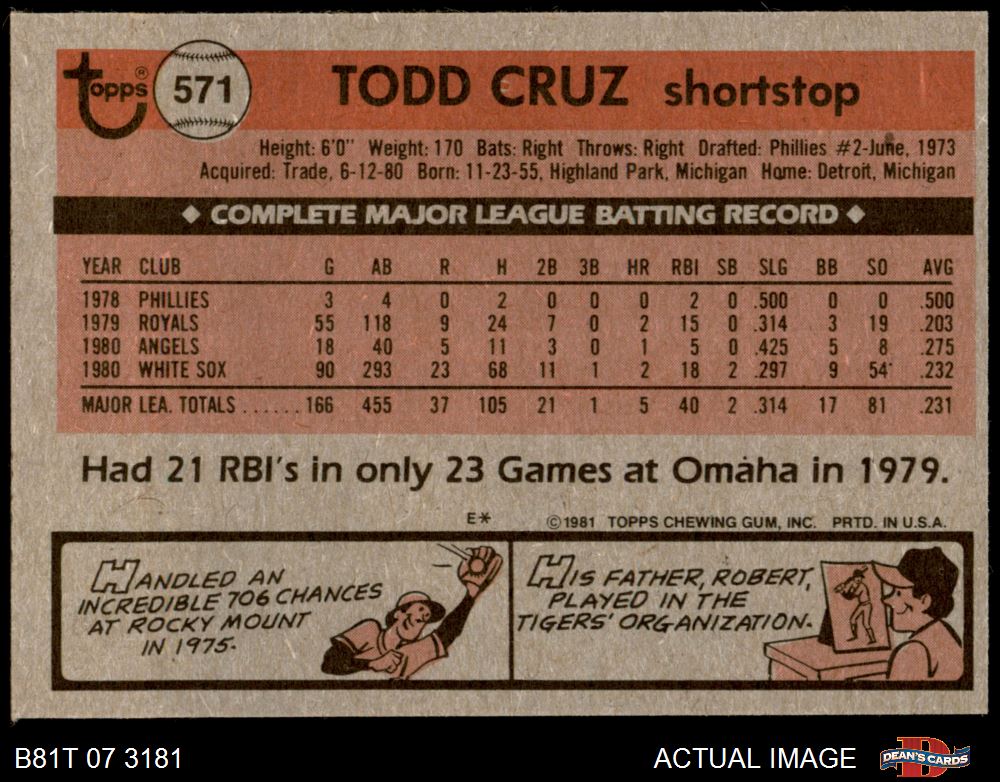 topps® 571 TODD CRUZ shortstop
Height: 6'0" Weight: 170 Bats: Right Throws: Right Drafted: Phillies #2-June, 1973
Acquired: Trade, 6-12-80 Born: 11-23-55, Highland Park, Michigan Home: Detroit, Michigan
◆ COMPLETE MAJOR LEAGUE BATTING RECORD ◆
YEAR CLUB G AB R H 2B 3B HR RBI SB SLG BB SO AVG
1978 PHILLIES 3 4 0 2 0 0 0 2 0 .500 0 0 .500
1979 ROYALS 55 118 9 24 7 0 2 15 0 .314 3 19 .203
1980 ANGELS 18 40 5 11 3 0 1 5 0 .425 5 8 .275
1980 WHITE SOX 90 293 23 68 11 1 2 18 2 .297 9 54 .232
MAJOR LEA. TOTALS ...... 166 455 37 105 21 1 5 40 2 .314 17 81 .231
Had 21 RBI's in only 23 Games at Omaha in 1979.
E* ©1981 TOPPS CHEWING GUM, INC. PRTD. IN U.S.A.
HANDLED AN
INCREDIBLE 706 CHANCES
AT ROCKY MOUNT
IN 1975.
HIS FATHER, ROBERT,
PLAYED IN THE
TIGERS' ORGANIZATION.
B81T 07 3181 ACTUAL IMAGE DEAN'S CARDS